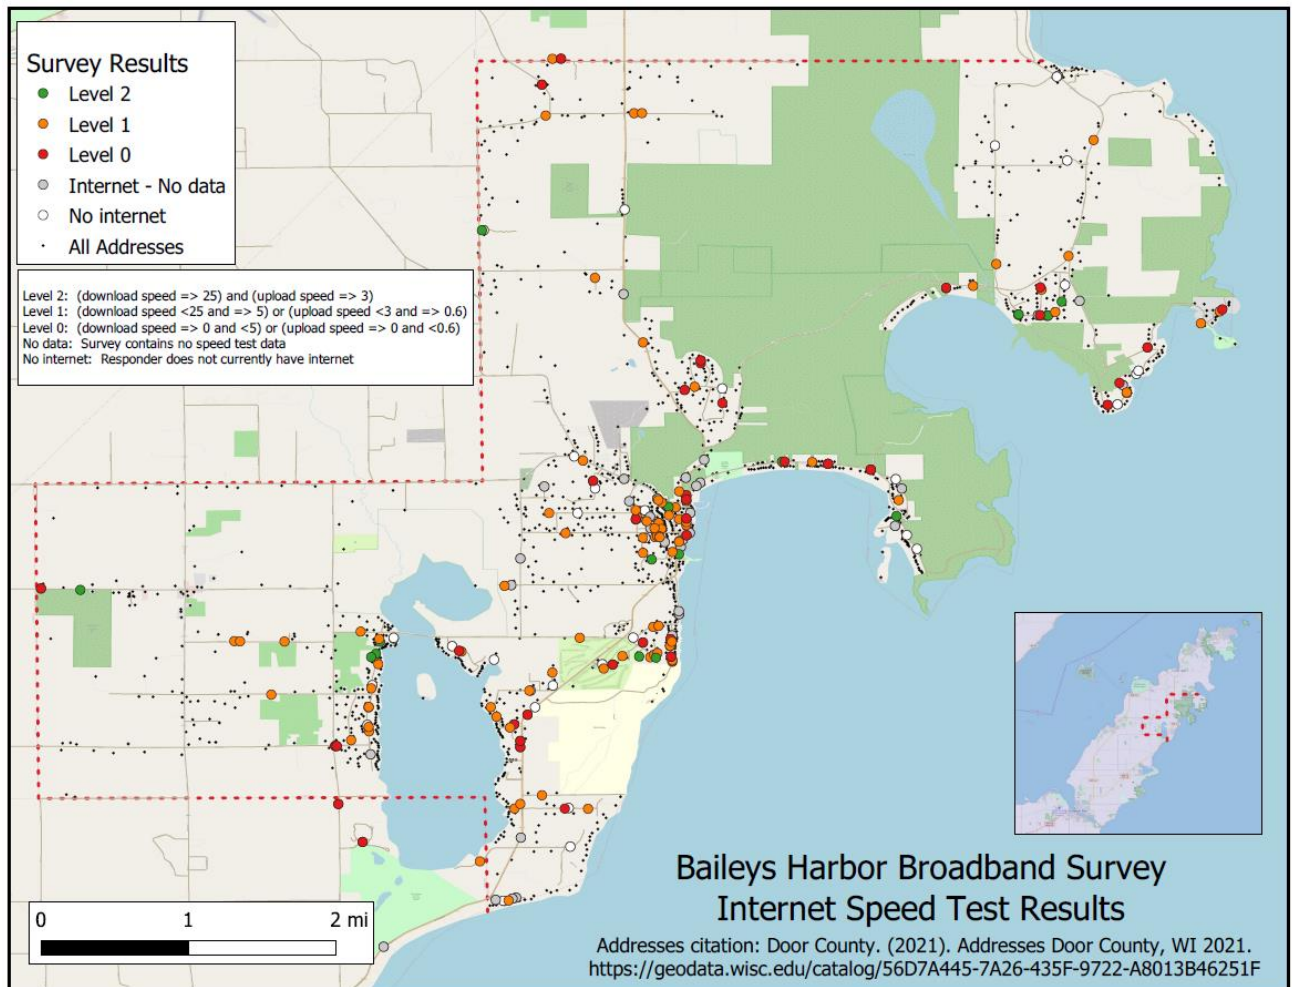 Survey Results
Level 2
Level 1
Level 0
Internet - No data
No internet
All Addresses
Level 2: (download speed => 25) and (upload speed => 3)
Level 1: (download speed <25 and => 5) or (upload speed <3 and => 0.6)
Level 0: (download speed => 0 and <5) or (upload speed => 0 and <0.6)
No data: Survey contains no speed test data
No internet: Responder does not currently have internet
0 1 2 mi
Baileys Harbor Broadband Survey
Internet Speed Test Results
Addresses citation: Door County. (2021). Addresses Door County, WI 2021.
https://geodata.wisc.edu/catalog/56D7A445-7A26-435F-9722-A8013B46251F